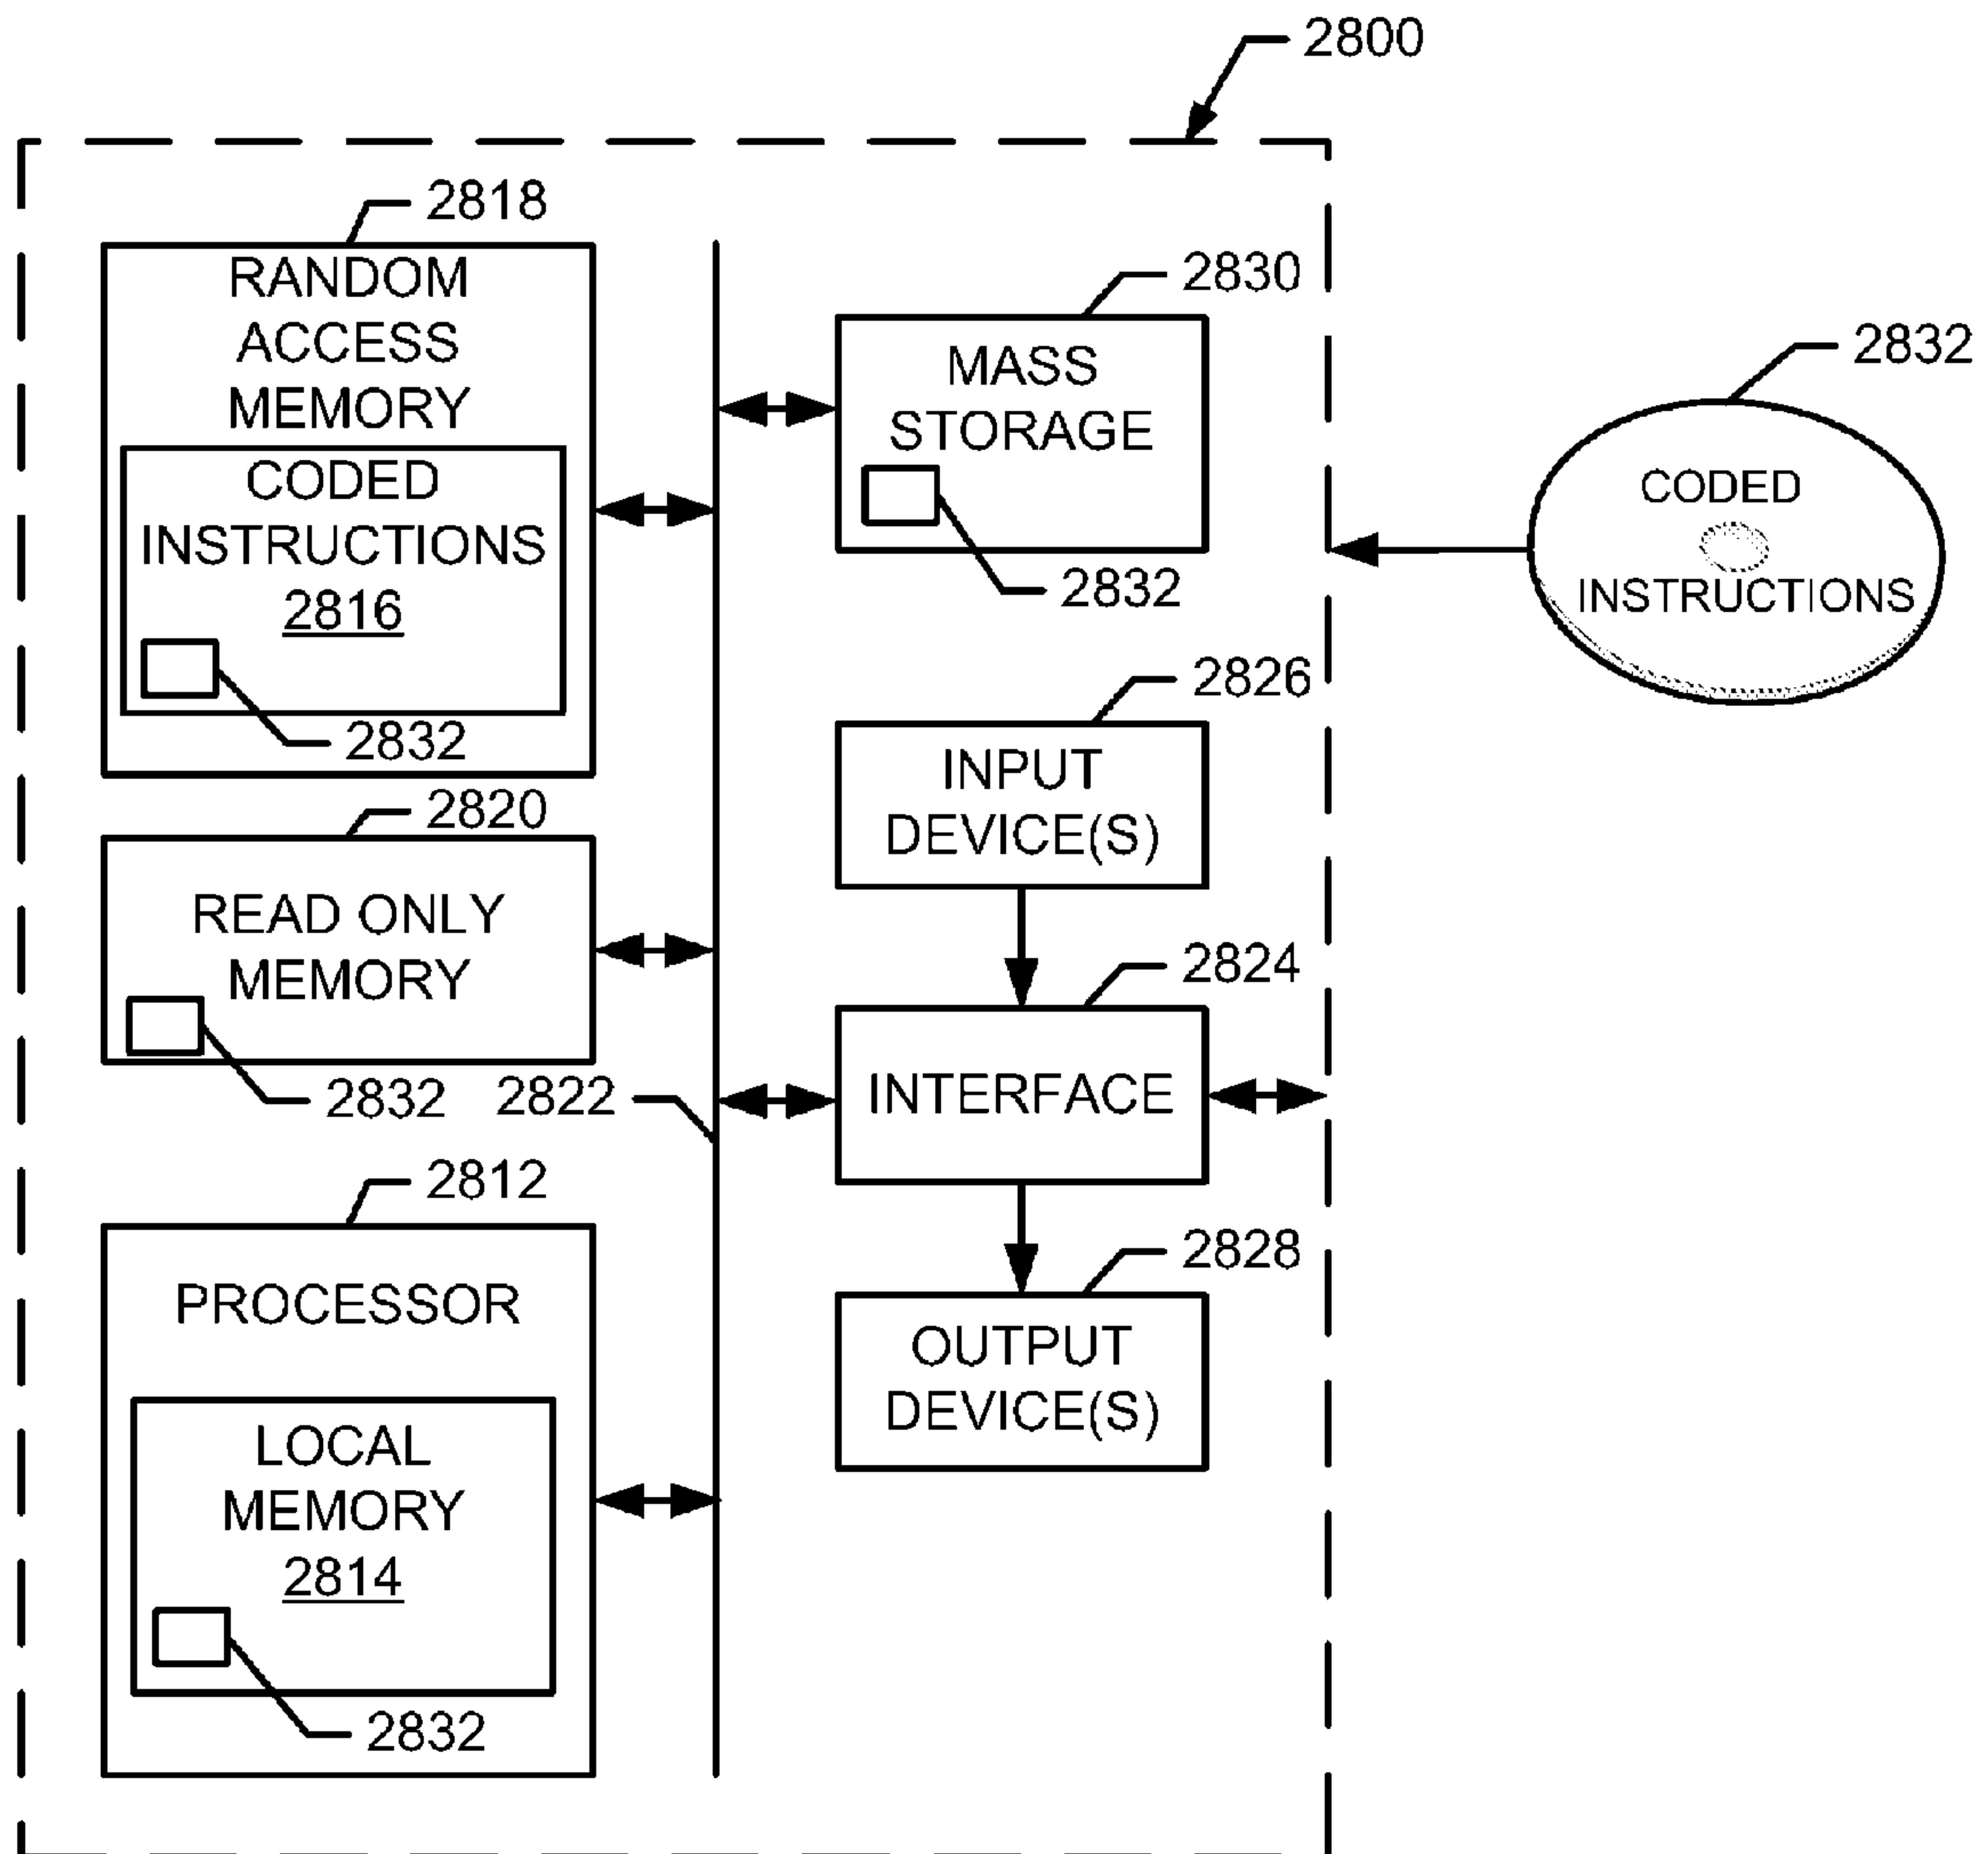 2800
2818
RANDOM
ACCESS
MEMORY
CODED
INSTRUCTIONS
2816
2832
2830
MASS
STORAGE
2832
2832
CODED
INSTRUCTIONS
2826
INPUT
DEVICE(S)
2820
READ ONLY
MEMORY
2832
2822
2824
INTERFACE
2812
PROCESSOR
LOCAL
MEMORY
2814
2832
2828
OUTPUT
DEVICE(S)